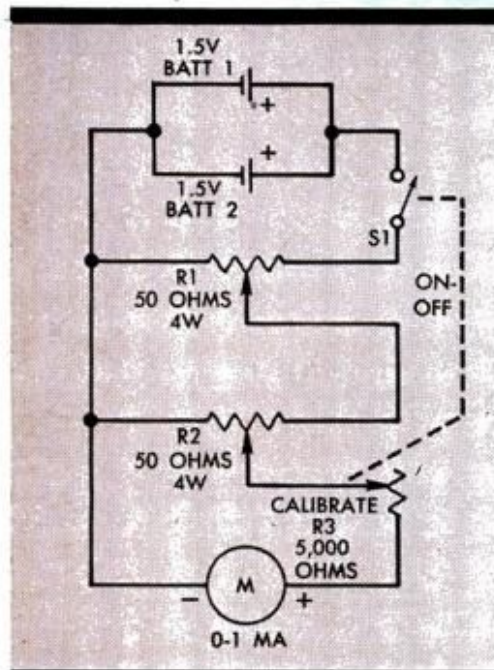 1.5V
BATT 1
+
+
1.5V
BATT 2
S1
R1
50 OHMS
4W
ON-
OFF
R2
50 OHMS
4W
CALIBRATE
R3
5,000
OHMS
M
- +
0-1 MA